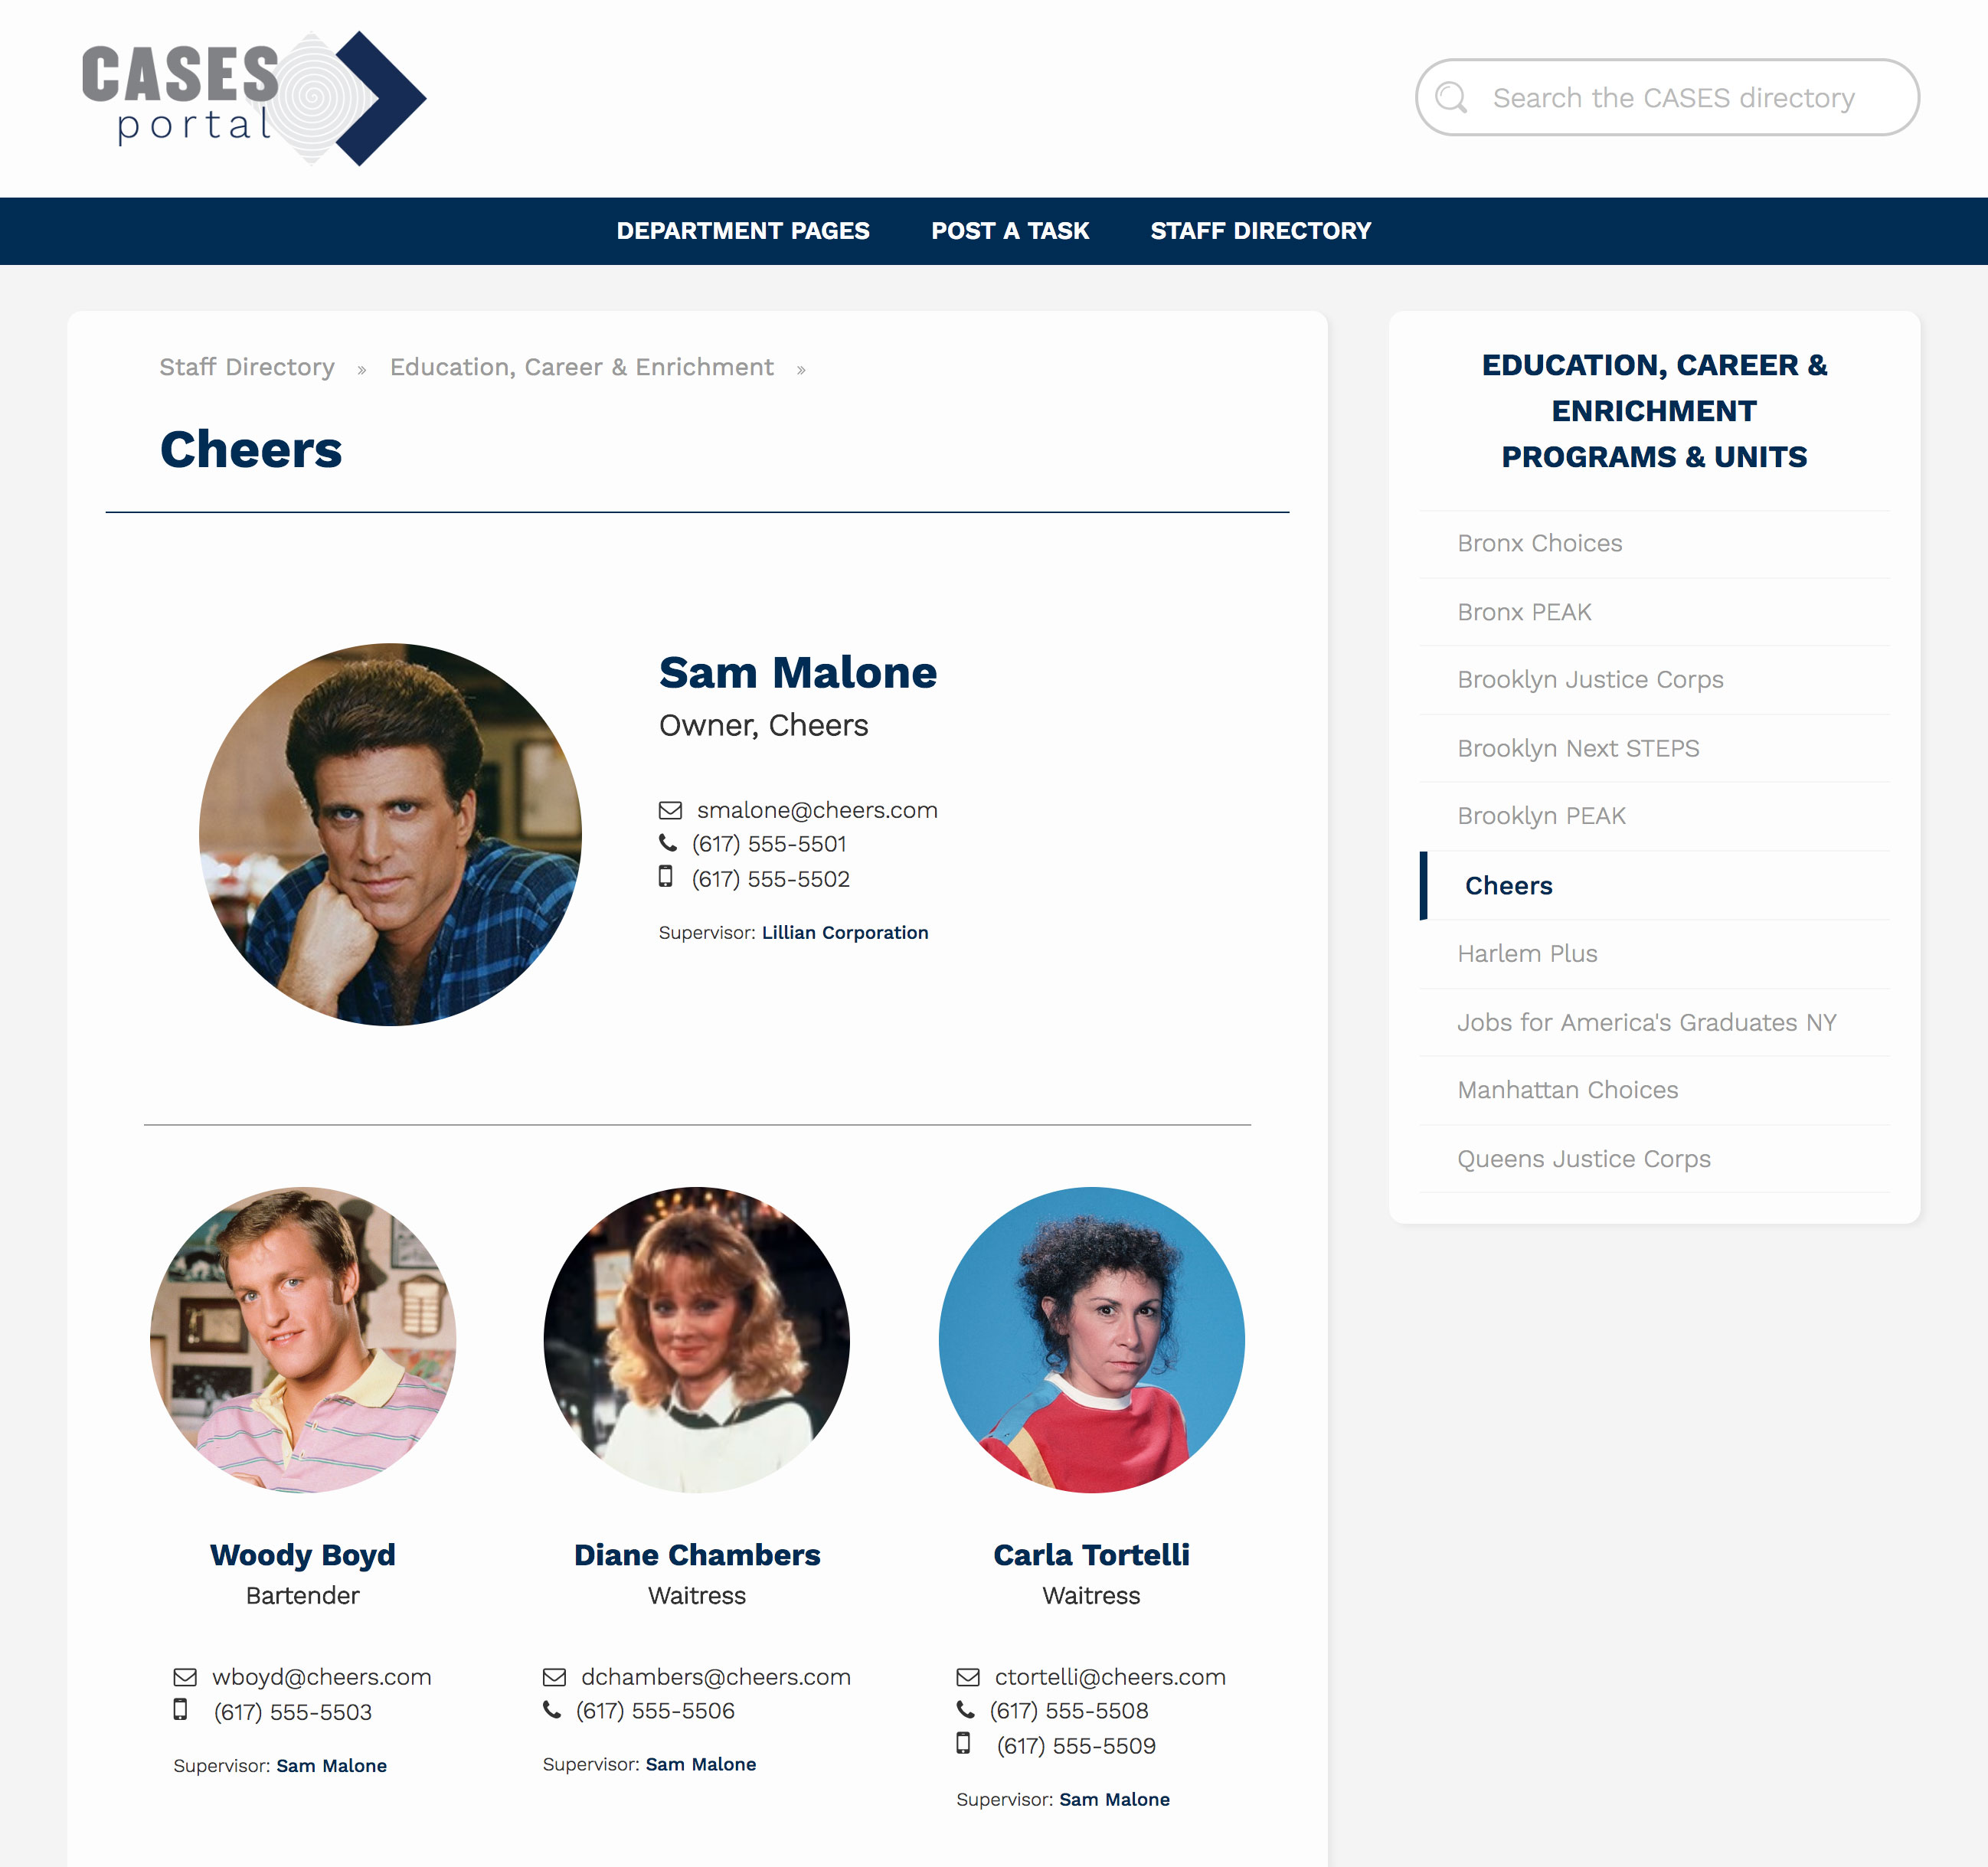 CASES
portal
Search the CASES directory
DEPARTMENT PAGES
POST A TASK
STAFF DIRECTORY
Staff Directory » Education, Career & Enrichment »
Cheers
Sam Malone
Owner, Cheers
smalone@cheers.com
(617) 555-5501
(617) 555-5502
Supervisor: Lillian Corporation
Woody Boyd
Bartender
wboyd@cheers.com
(617) 555-5503
Supervisor: Sam Malone
Diane Chambers
Waitress
dchambers@cheers.com
(617) 555-5506
Supervisor: Sam Malone
Carla Tortelli
Waitress
ctortelli@cheers.com
(617) 555-5508
(617) 555-5509
Supervisor: Sam Malone
EDUCATION, CAREER &
ENRICHMENT
PROGRAMS & UNITS
Bronx Choices
Bronx PEAK
Brooklyn Justice Corps
Brooklyn Next STEPS
Brooklyn PEAK
Cheers
Harlem Plus
Jobs for America's Graduates NY
Manhattan Choices
Queens Justice Corps